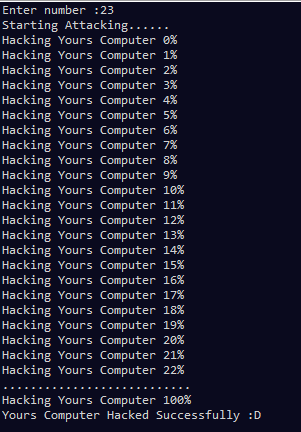 Enter number :23
Starting Attacking......
Hacking Yours Computer 0%
Hacking Yours Computer 1%
Hacking Yours Computer 2%
Hacking Yours Computer 3%
Hacking Yours Computer 4%
Hacking Yours Computer 5%
Hacking Yours Computer 6%
Hacking Yours Computer 7%
Hacking Yours Computer 8%
Hacking Yours Computer 9%
Hacking Yours Computer 10%
Hacking Yours Computer 11%
Hacking Yours Computer 12%
Hacking Yours Computer 13%
Hacking Yours Computer 14%
Hacking Yours Computer 15%
Hacking Yours Computer 16%
Hacking Yours Computer 17%
Hacking Yours Computer 18%
Hacking Yours Computer 19%
Hacking Yours Computer 20%
Hacking Yours Computer 21%
Hacking Yours Computer 22%
...........................
Hacking Yours Computer 100%
Yours Computer Hacked Successfully :D